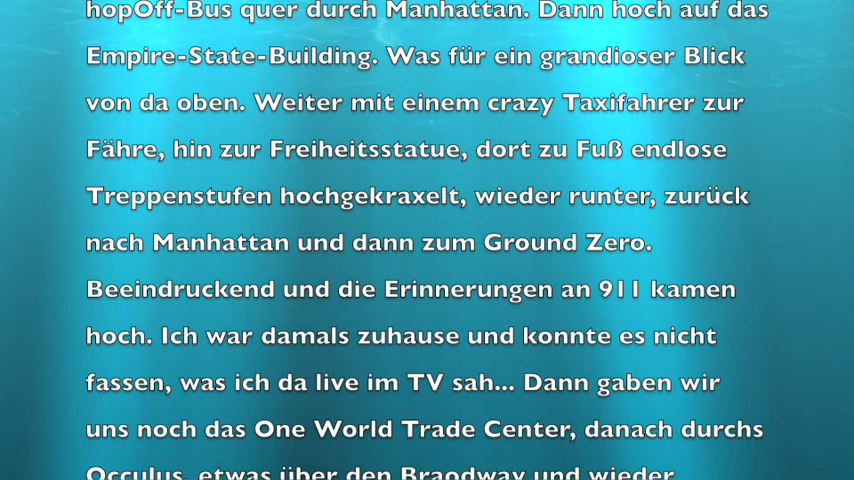 hopOff-Bus quer durch Manhattan. Dann hoch auf das
Empire-State-Building. Was für ein grandioser Blick
von da oben. Weiter mit einem crazy Taxifahrer zur
Fähre, hin zur Freiheitsstatue, dort zu Fuß endlose
Treppenstufen hochgekraxelt, wieder runter, zurück
nach Manhattan und dann zum Ground Zero.
Beeindruckend und die Erinnerungen an 911 kamen
hoch. Ich war damals zuhause und konnte es nicht
fassen, was ich da live im TV sah... Dann gaben wir
uns noch das One World Trade Center, danach durchs
Occulus, etwas über den Braodway und wieder